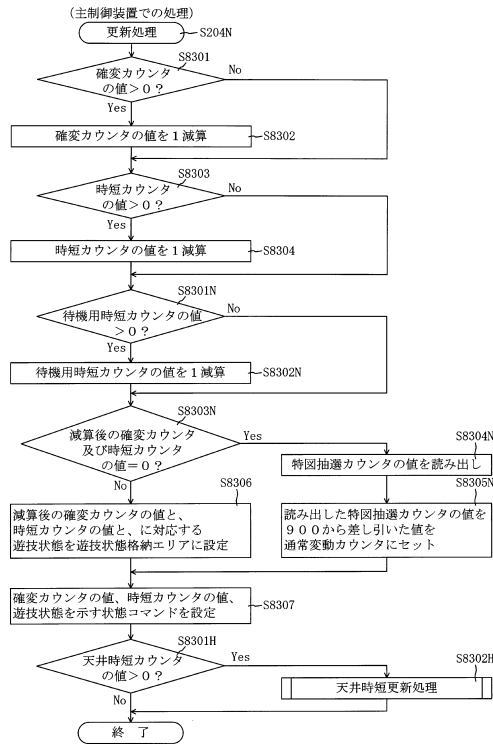 (主制御装置での処理)
更新処理
S204N
S8301
確変カウンタ
の値>0?
No
Yes
確変カウンタの値を1減算
S8302
S8303
時短カウンタ
の値>0?
No
Yes
時短カウンタの値を1減算
S8304
S8301N
待機用時短カウンタの値
>0?
No
Yes
待機用時短カウンタの値を1減算
S8302N
S8303N
減算後の確変カウンタ
及び時短カウンタ
の値=0?
Yes
No
S8304N
特図抽選カウンタの値を読み出し
S8305N
読み出した特図抽選カウンタの値を
900から差し引いた値を
通常変動カウンタにセット
S8306
減算後の確変カウンタの値と、
時短カウンタの値と、に対応する
遊技状態を遊技状態格納エリアに設定
確変カウンタの値、時短カウンタの値、
遊技状態を示す状態コマンドを設定
S8307
S8301H
天井時短カウンタ
の値>0?
Yes
No
S8302H
天井時短更新処理
終 了